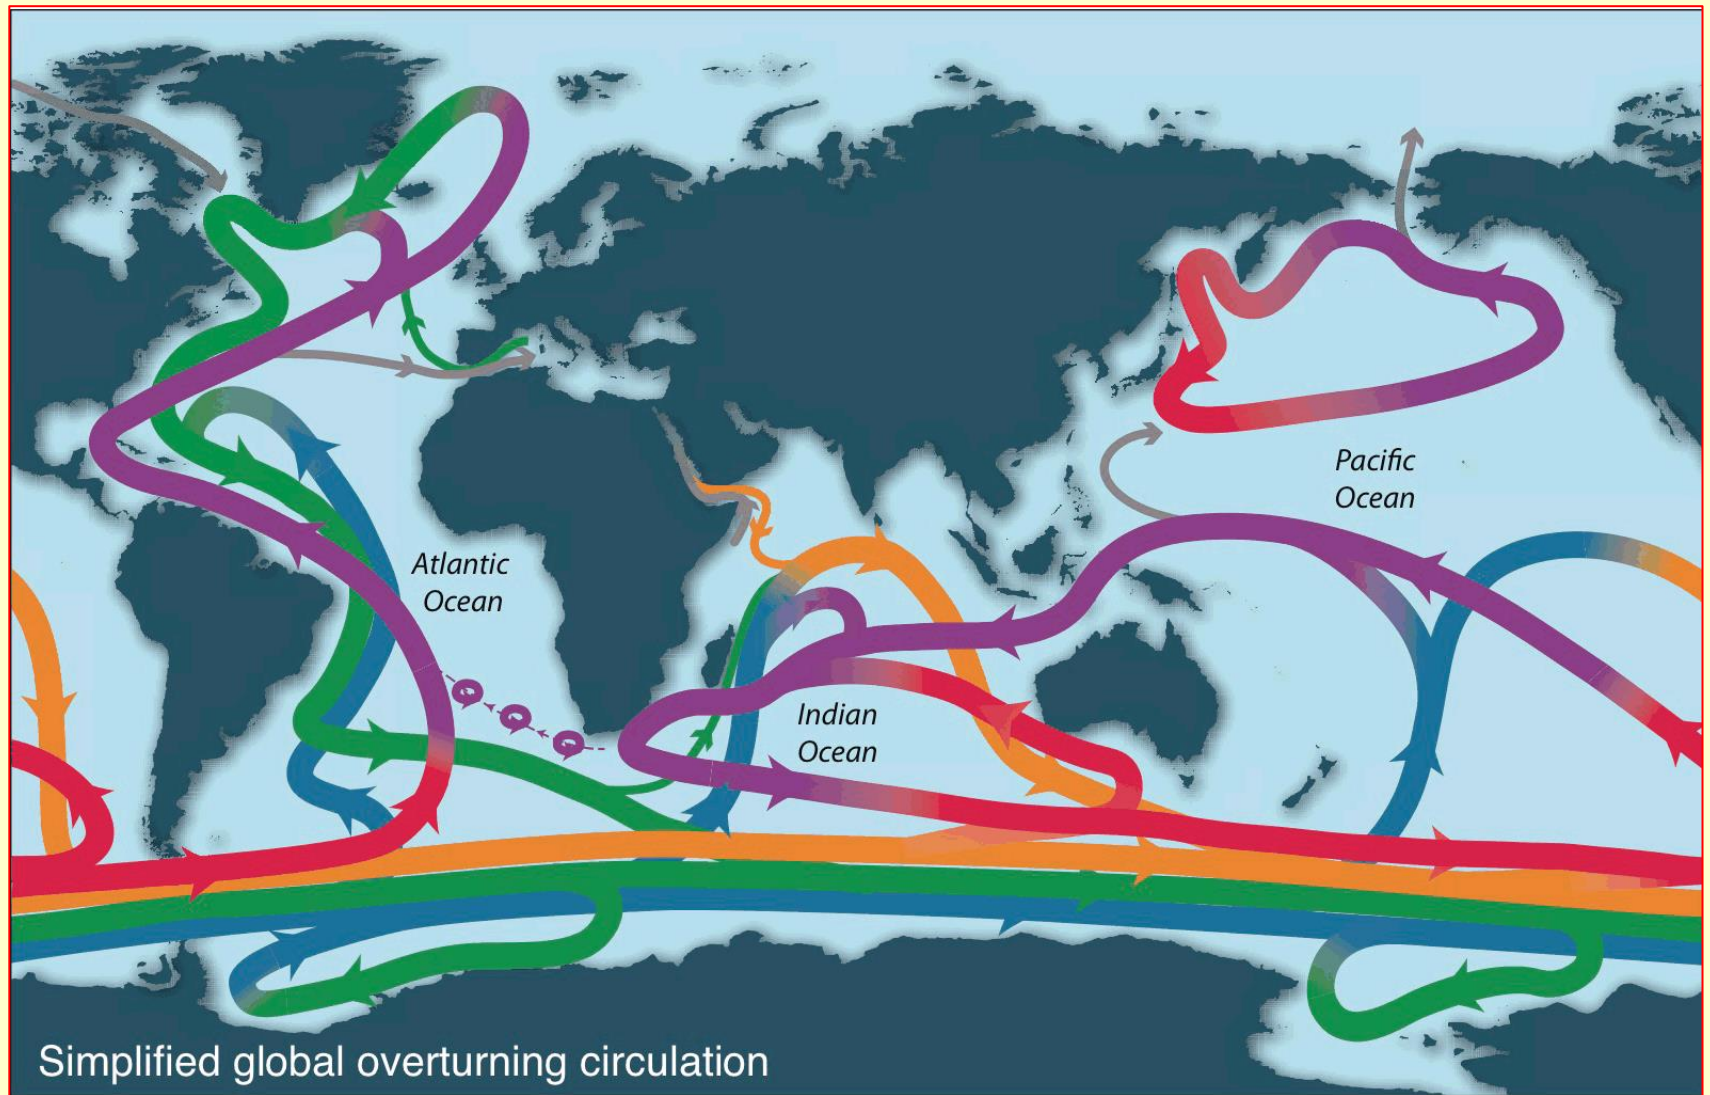 Pacific
Ocean
Atlantic
Ocean
Indian
Ocean
Simplified global overturning circulation